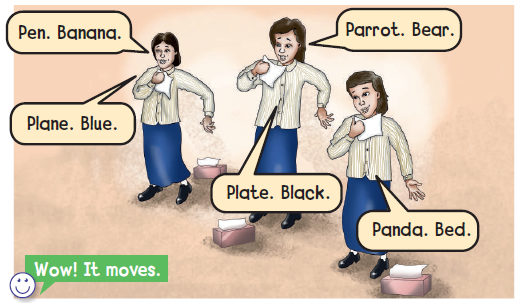 Pen. Banana.
Parrot. Bear.
Plane. Blue.
Plate. Black.
Panda. Bed.
Wow! It moves.